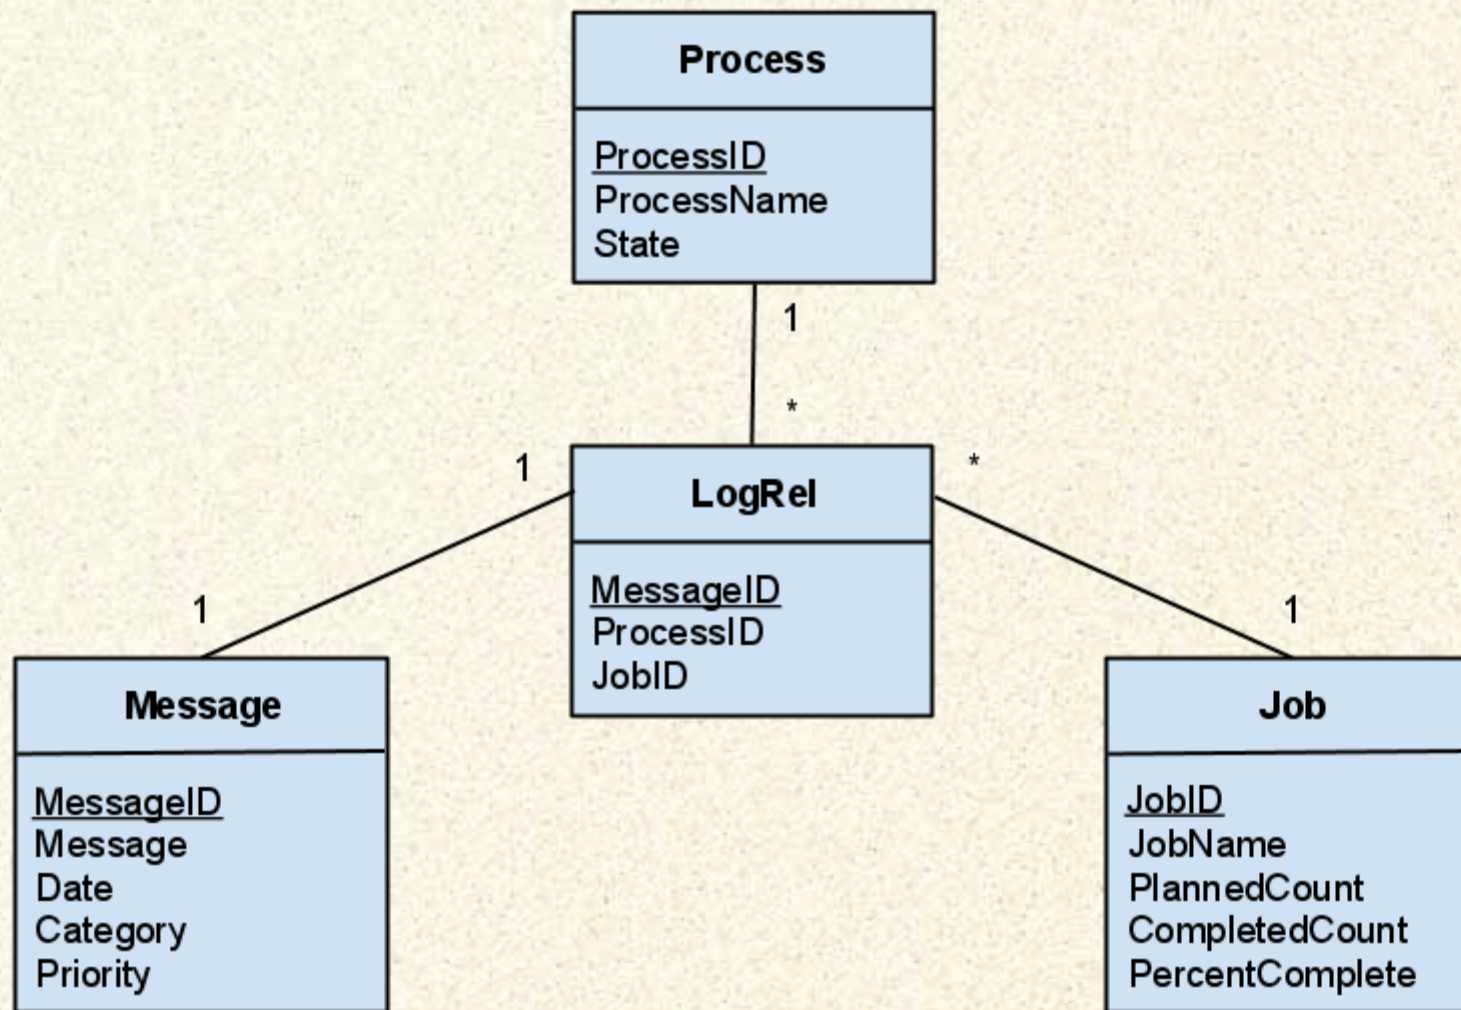 Process
ProcessID
ProcessName
State
1
*
1
*
LogRel
MessageID
ProcessID
JobID
1
1
Message
MessageID
Message
Date
Category
Priority
Job
JobID
JobName
PlannedCount
CompletedCount
PercentComplete